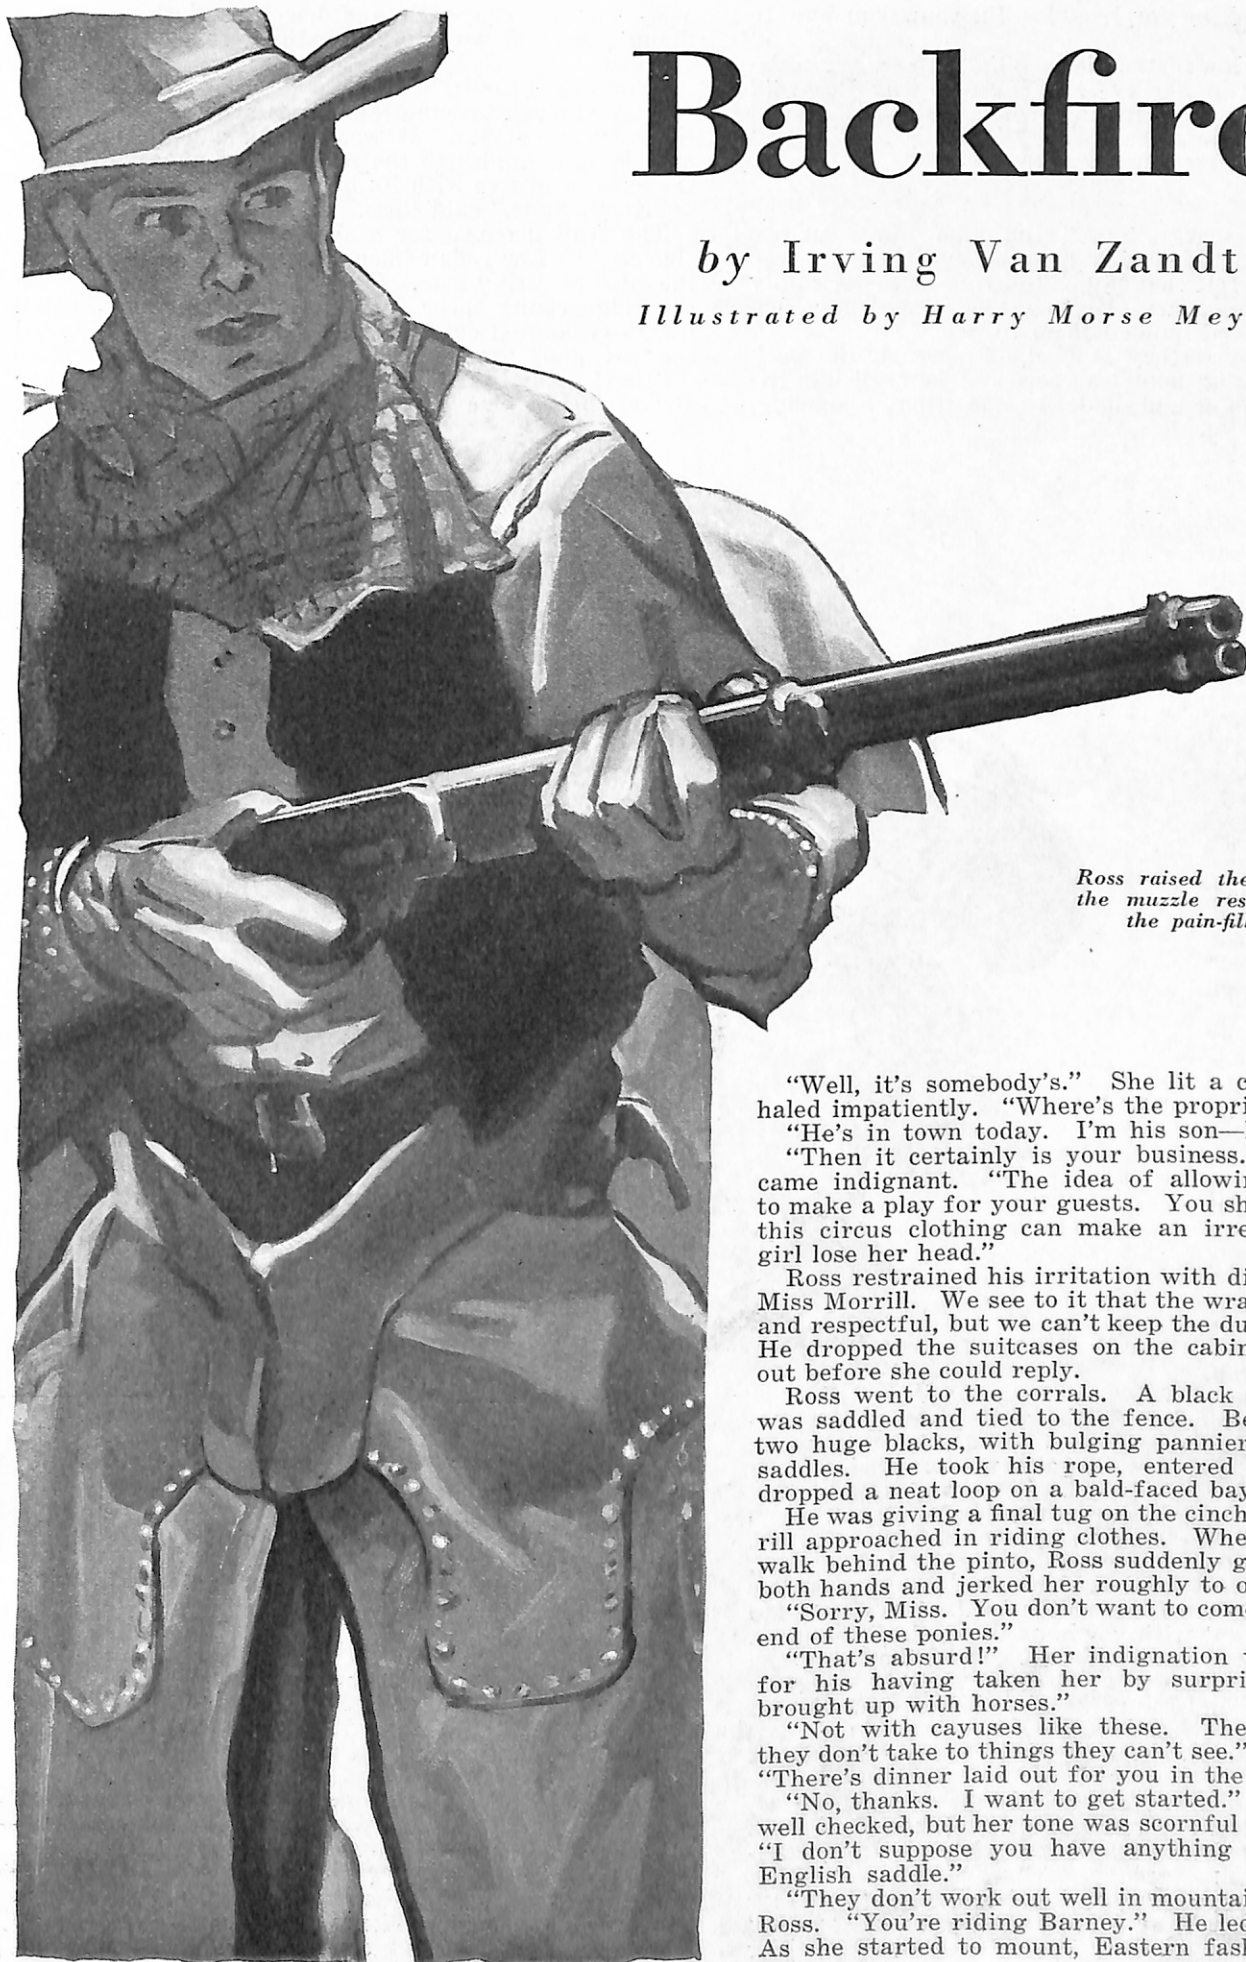 Backfire
by Irving Van Zandt
Illustrated by Harry Morse Mey
Ross raised the
the muzzle res
the pain-fill
“Well, it's somebody's.” She lit a c
haled impatiently. “Where's the propri
“He's in town today. I'm his son—
“Then it certainly is your business.
came indignant. “The idea of allowi
to make a play for your guests. You sh
this circus clothing can make an irre
girl lose her head.”
Ross restrained his irritation with di
Miss Morrill. We see to it that the wra
and respectful, but we can't keep the du
He dropped the suitcases on the cabin
out before she could reply.
Ross went to the corrals. A black
was saddled and tied to the fence. Be
two huge blacks, with bulging pannier
saddles. He took his rope, entered
dropped a neat loop on a bald-faced bay
He was giving a final tug on the cinch
rill approached in riding clothes. Whe
walk behind the pinto, Ross suddenly g
both hands and jerked her roughly to o
“Sorry, Miss. You don't want to com
end of these ponies.”
“That's absurd!” Her indignation
for his having taken her by surpri
brought up with horses.”
“Not with cayuses like these. The
they don't take to things they can't see.”
“There's dinner laid out for you in the
“No, thanks. I want to get started.”
well checked, but her tone was scornful
“I don't suppose you have anything
English saddle.”
“They don't work out well in mountai
Ross. “You're riding Barney.” He led
As she started to mount, Eastern fash